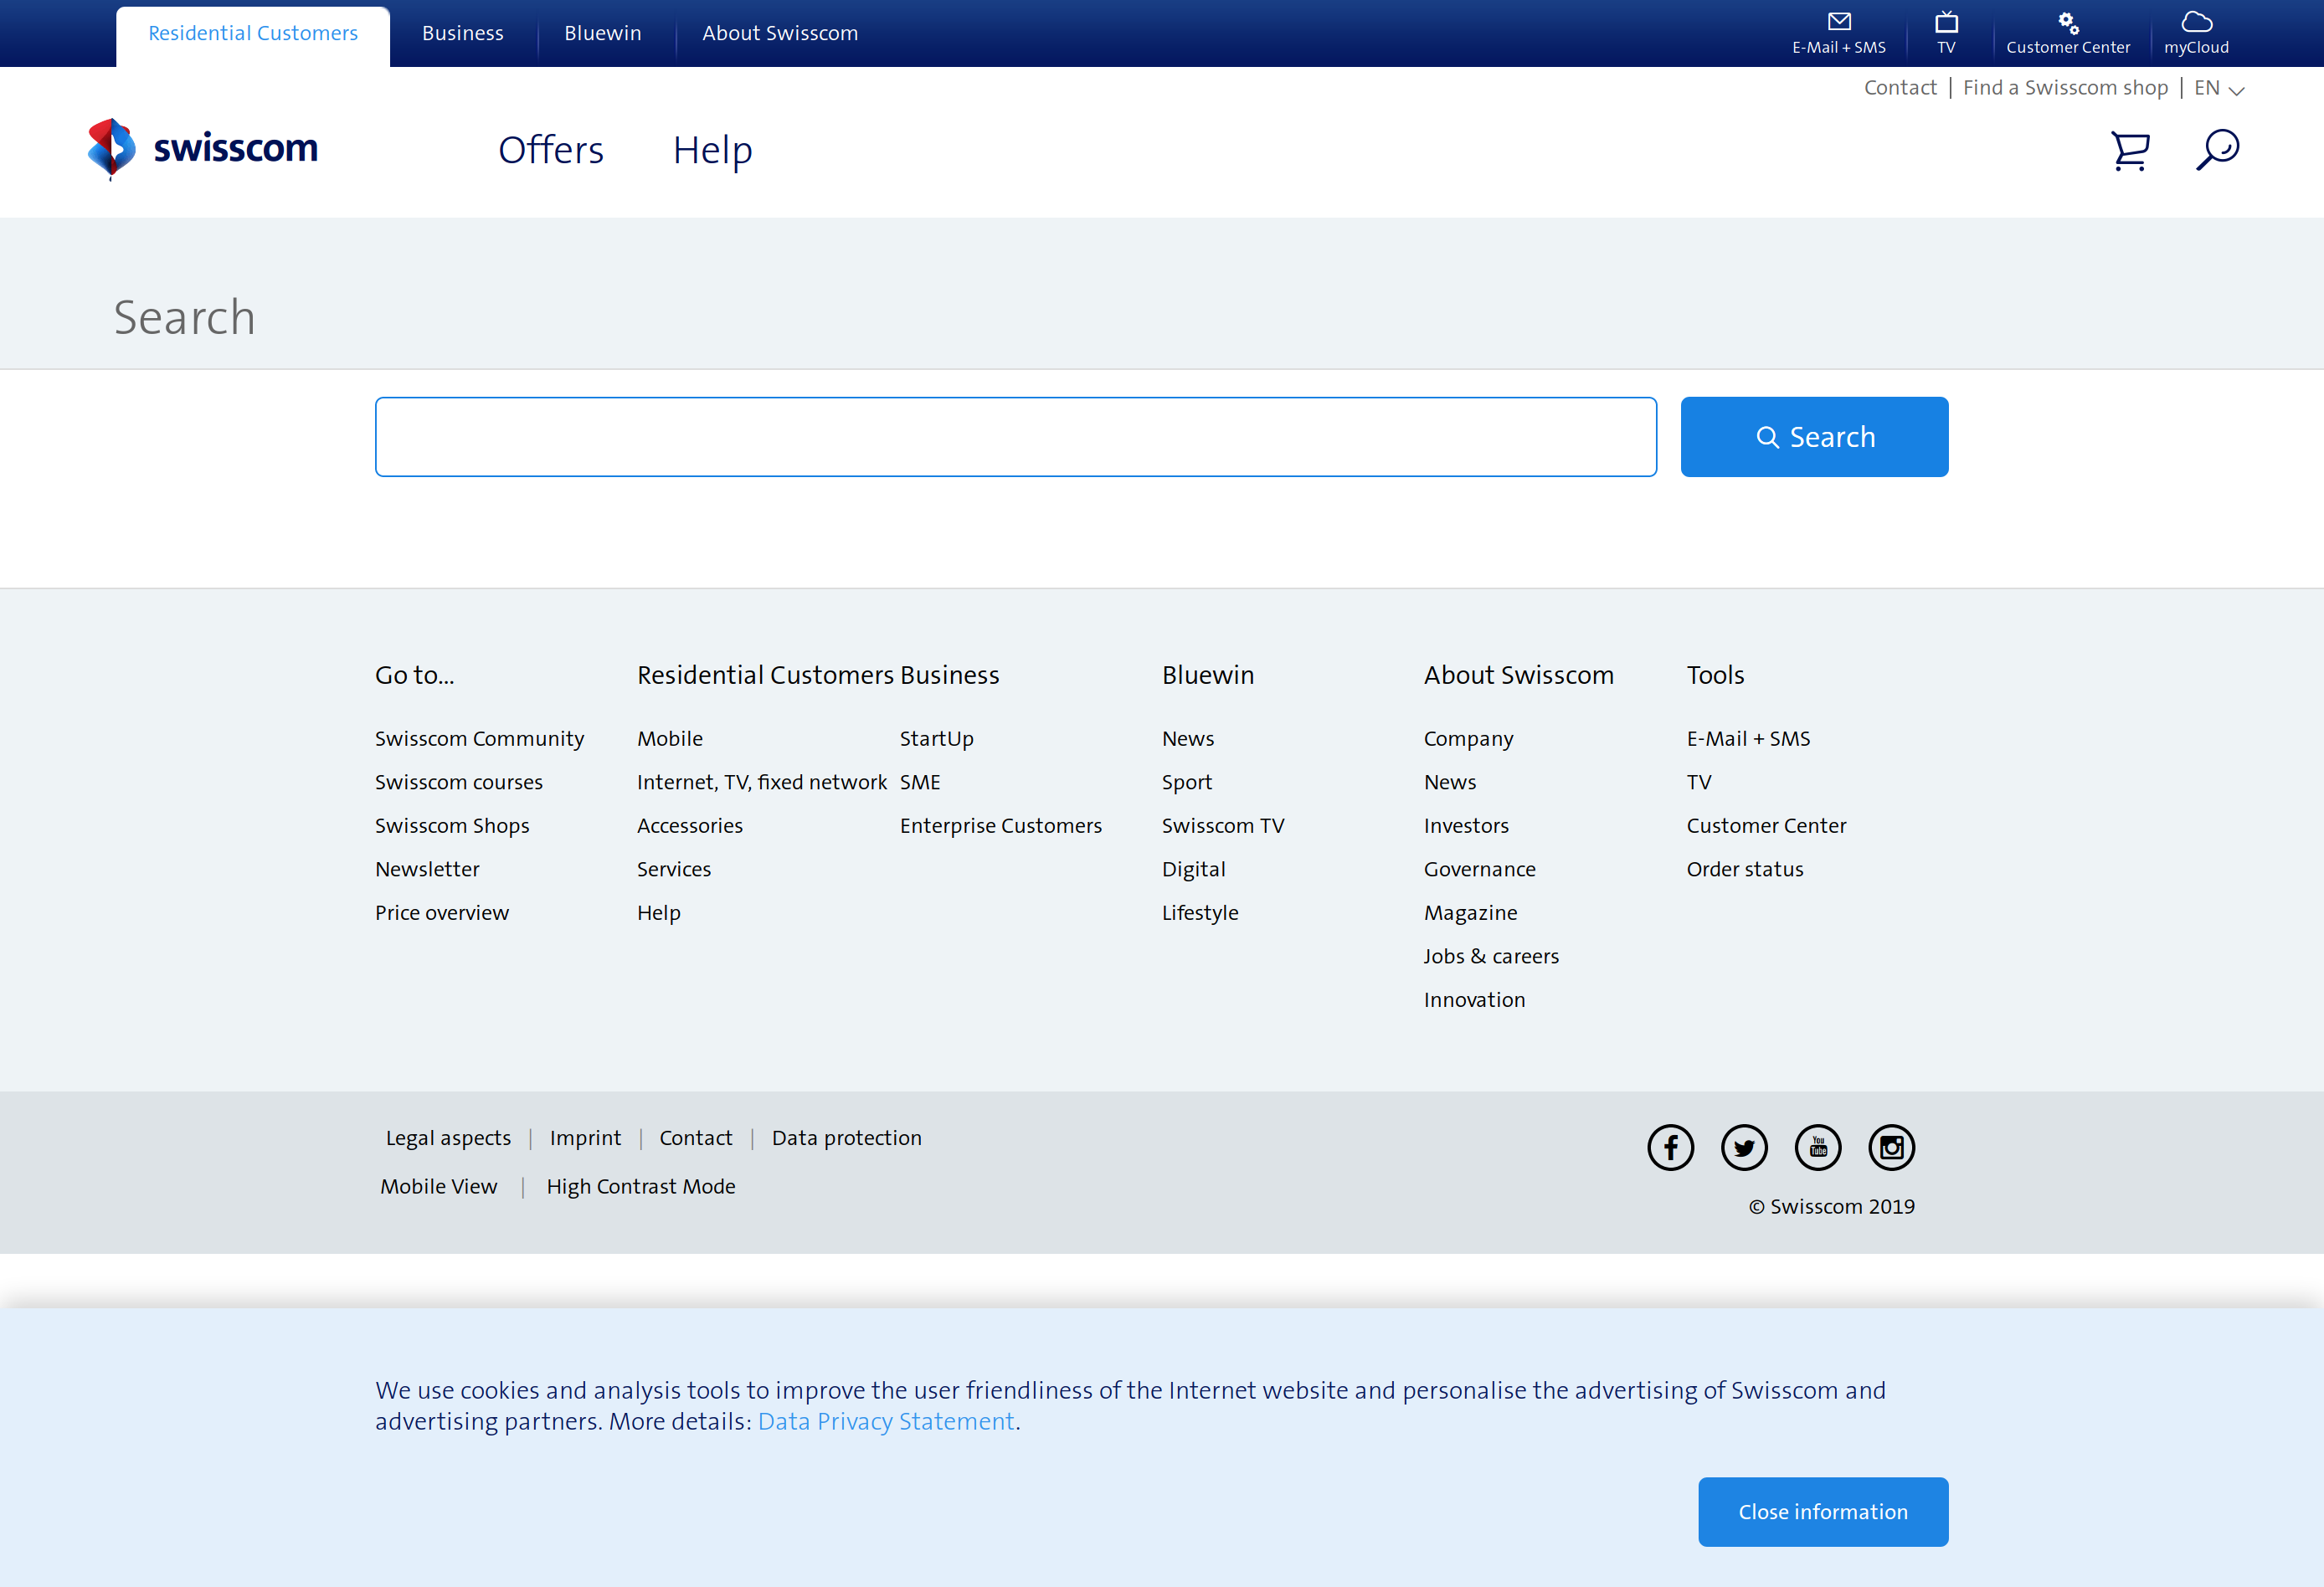 Residential Customers Business Bluewin About Swisscom E-Mail + SMS TV Customer Center myCloud
Contact | Find a Swisscom shop | EN
swisscom Offers Help
Search
Search
Go to... Residential Customers Business Bluewin About Swisscom Tools
Swisscom Community Mobile StartUp News Company E-Mail + SMS
Swisscom courses Internet, TV, fixed network SME Sport News TV
Swisscom Shops Accessories Enterprise Customers Swisscom TV Investors Customer Center
Newsletter Services Digital Governance Order status
Price overview Help Lifestyle Magazine
Jobs & careers
Innovation
Legal aspects | Imprint | Contact | Data protection
You Tube
Mobile View | High Contrast Mode
© Swisscom 2019
We use cookies and analysis tools to improve the user friendliness of the Internet website and personalise the advertising of Swisscom and
advertising partners. More details: Data Privacy Statement.
Close information